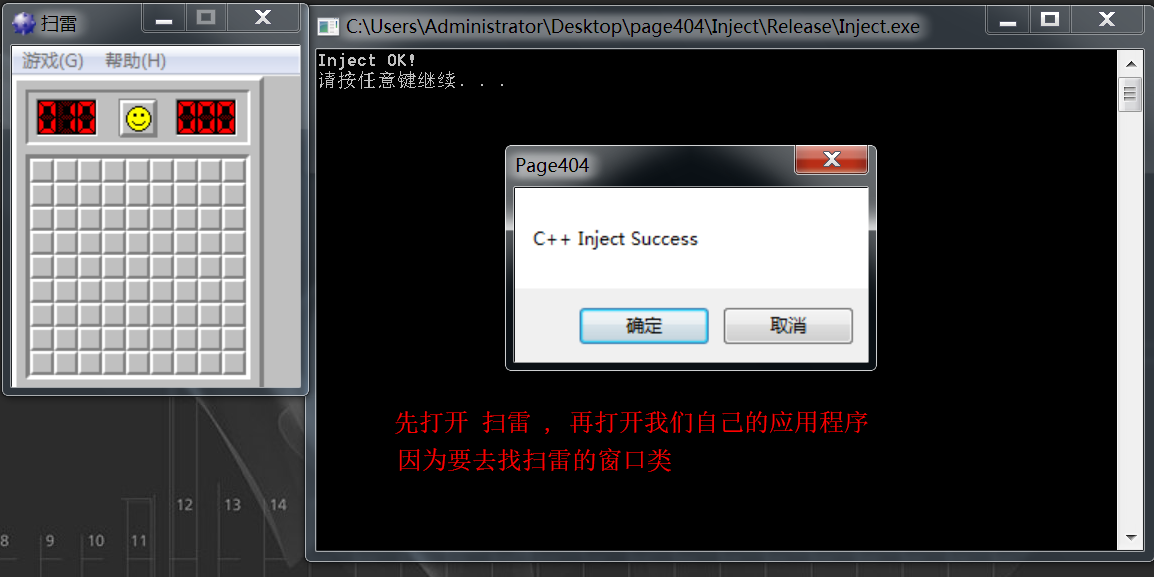 扫雷
游戏(G) 帮助(H)
010
000
C:\Users\Administrator\Desktop\page404\Inject\Release\Inject.exe
Inject OK!
请按任意键继续. . .
Page404
C++ Inject Success
确定
取消
先打开 扫雷 , 再打开我们自己的应用程序
因为要去找扫雷的窗口类
8 9 10 11 12 13 14